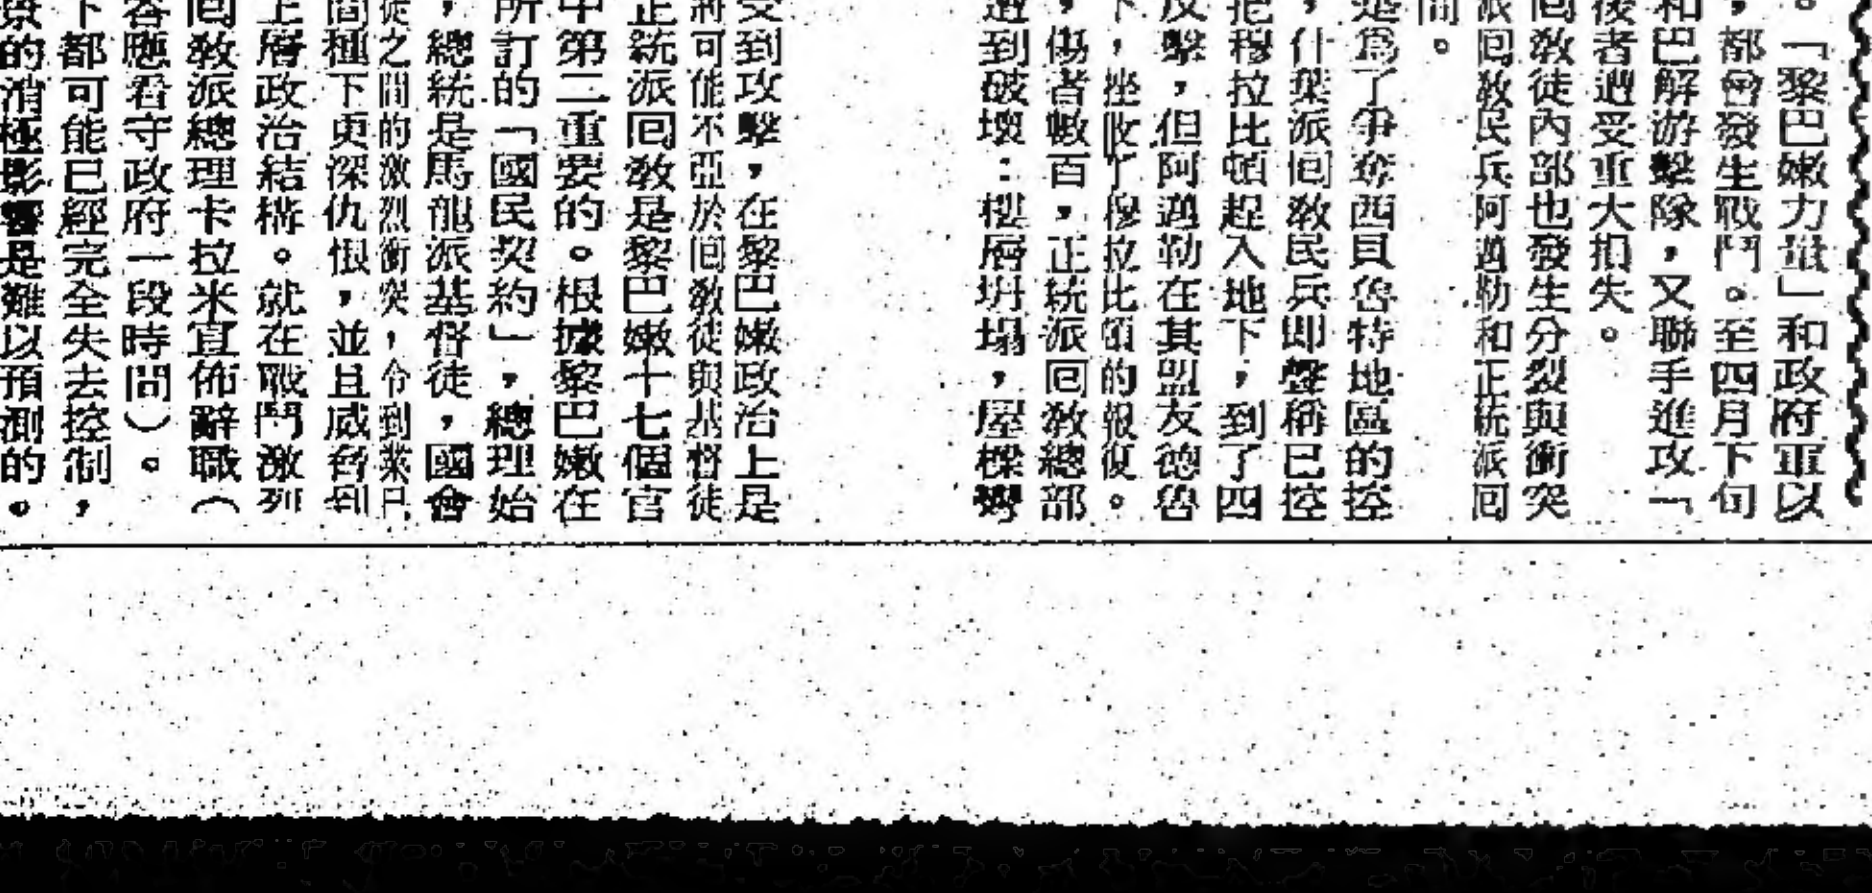 。「黎巴嫩力量」和政府軍以
，都曾發生戰鬥。至四月下旬
和巴解游擊隊，又聯手進攻「
後者遭受重大損失。
回教徒內部也發生分裂與衝突
派回教民兵阿邁勒和正統派回
間。
是為了爭奪西貝魯特地區的控
，什葉派回教民兵即聲稱已控
把穆拉比頓趕入地下，到了四
反擊，但阿邁勒在其盟友德魯
下，坐收了穆拉比頓的報復。
，傷者數百，正統派回教總部
遭到破壞：樓層坍塌，屋樑彎
受到攻擊，在黎巴嫩政治上是
將可能不亞於回教徒與基督徒
正統派回教是黎巴嫩十七個官
中第二重要的。根據黎巴嫩在
所訂的「國民契約」，總理始
，總統是馬龍派基督徒，國會
徒之間的激烈衝突，令到業已
間種下更深仇恨，並且威脅到
上層政治結構。就在戰鬥激烈
回教派總理卡拉米宣佈辭職（
答應看守政府一段時間）。
下都可能已經完全失去控制，
景的消極影響是難以預測的。